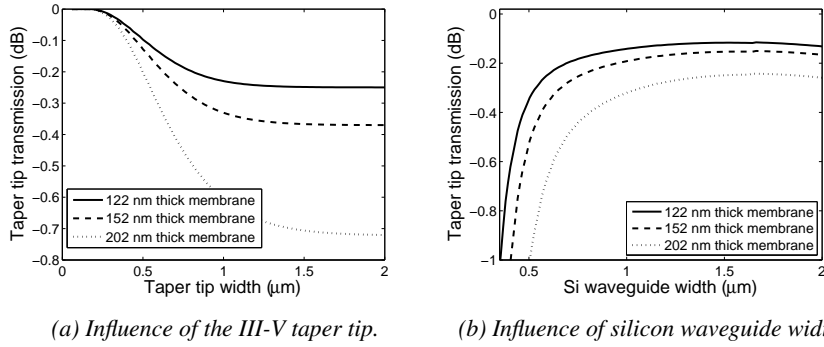 0
−0.1
−0.2
−0.3
−0.4
−0.5
−0.6
−0.7
−0.8
Taper tip transmission (dB)
122 nm thick membrane
152 nm thick membrane
202 nm thick membrane
0 0.5 1 1.5 2
Taper tip width (μm)
(a) Influence of the III-V taper tip.
0
−0.2
−0.4
−0.6
−0.8
−1
Taper tip transmission (dB)
122 nm thick membrane
152 nm thick membrane
202 nm thick membrane
0.5 1 1.5 2
Si waveguide width (μm)
(b) Influence of silicon waveguide